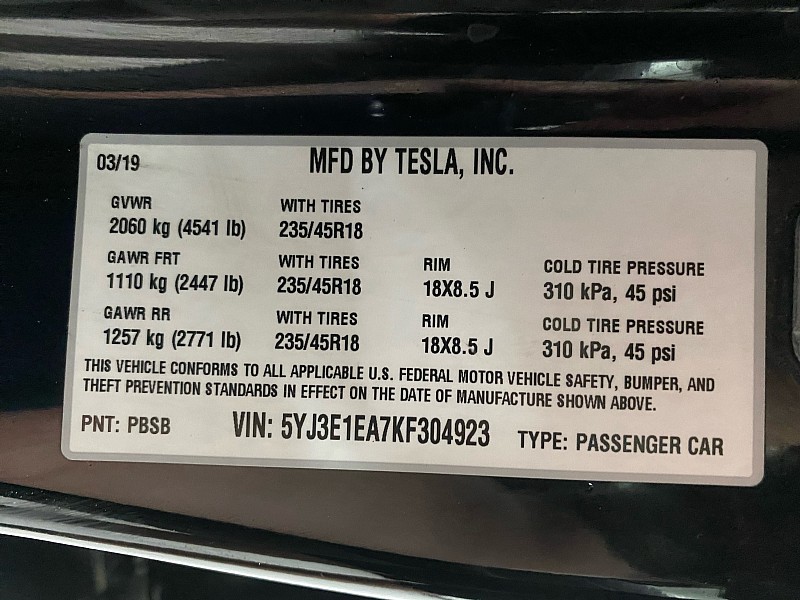 03/19 MFD BY TESLA, INC.
GVWR WITH TIRES
2060 kg (4541 lb) 235/45R18
GAWR FRT WITH TIRES RIM COLD TIRE PRESSURE
1110 kg (2447 lb) 235/45R18 18X8.5 J 310 kPa, 45 psi
GAWR RR WITH TIRES RIM COLD TIRE PRESSURE
1257 kg (2771 lb) 235/45R18 18X8.5 J 310 kPa, 45 psi
THIS VEHICLE CONFORMS TO ALL APPLICABLE U.S. FEDERAL MOTOR VEHICLE SAFETY, BUMPER, AND
THEFT PREVENTION STANDARDS IN EFFECT ON THE DATE OF MANUFACTURE SHOWN ABOVE.
PNT: PBSB VIN: 5YJ3E1EA7KF304923 TYPE: PASSENGER CAR